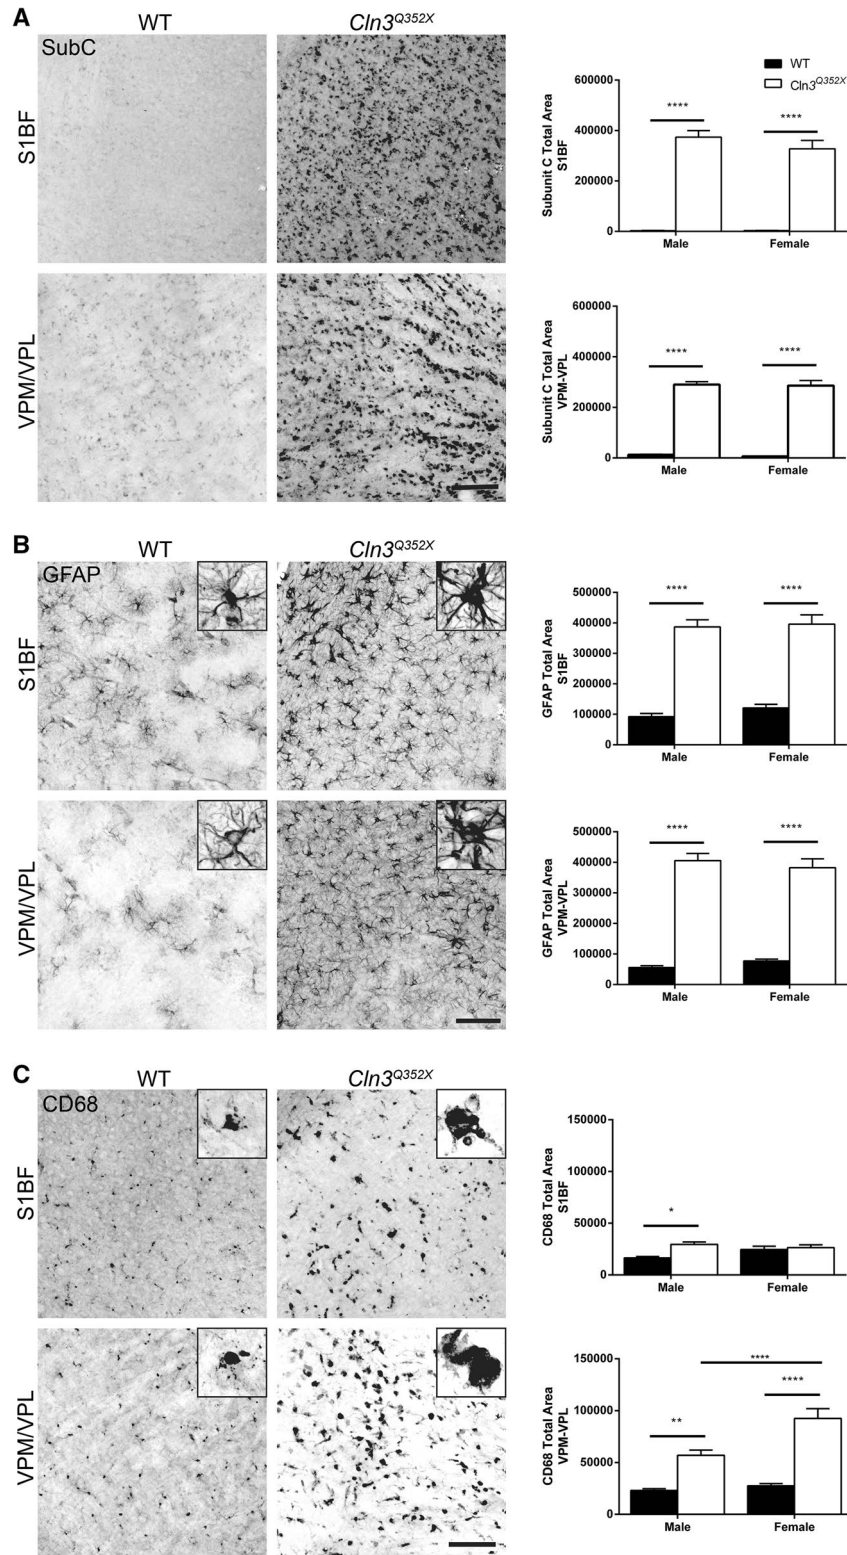 A
WT
Cln3Q352X
SubC
S1BF
VPM/VPL
WT
Cln3Q352X
600000
400000
200000
0
Subunit C Total Area
S1BF
****
****
Male
Female
600000
400000
200000
0
Subunit C Total Area
VPM-VPL
****
****
Male
Female
B
WT
Cln3Q352X
GFAP
S1BF
VPM/VPL
500000
400000
300000
200000
100000
0
GFAP Total Area
S1BF
****
****
Male
Female
500000
400000
300000
200000
100000
0
GFAP Total Area
VPM-VPL
****
****
Male
Female
C
WT
Cln3Q352X
CD68
S1BF
VPM/VPL
150000
100000
50000
0
CD68 Total Area
S1BF
*
Male
Female
150000
100000
50000
0
CD68 Total Area
VPM-VPL
****
**
****
Male
Female